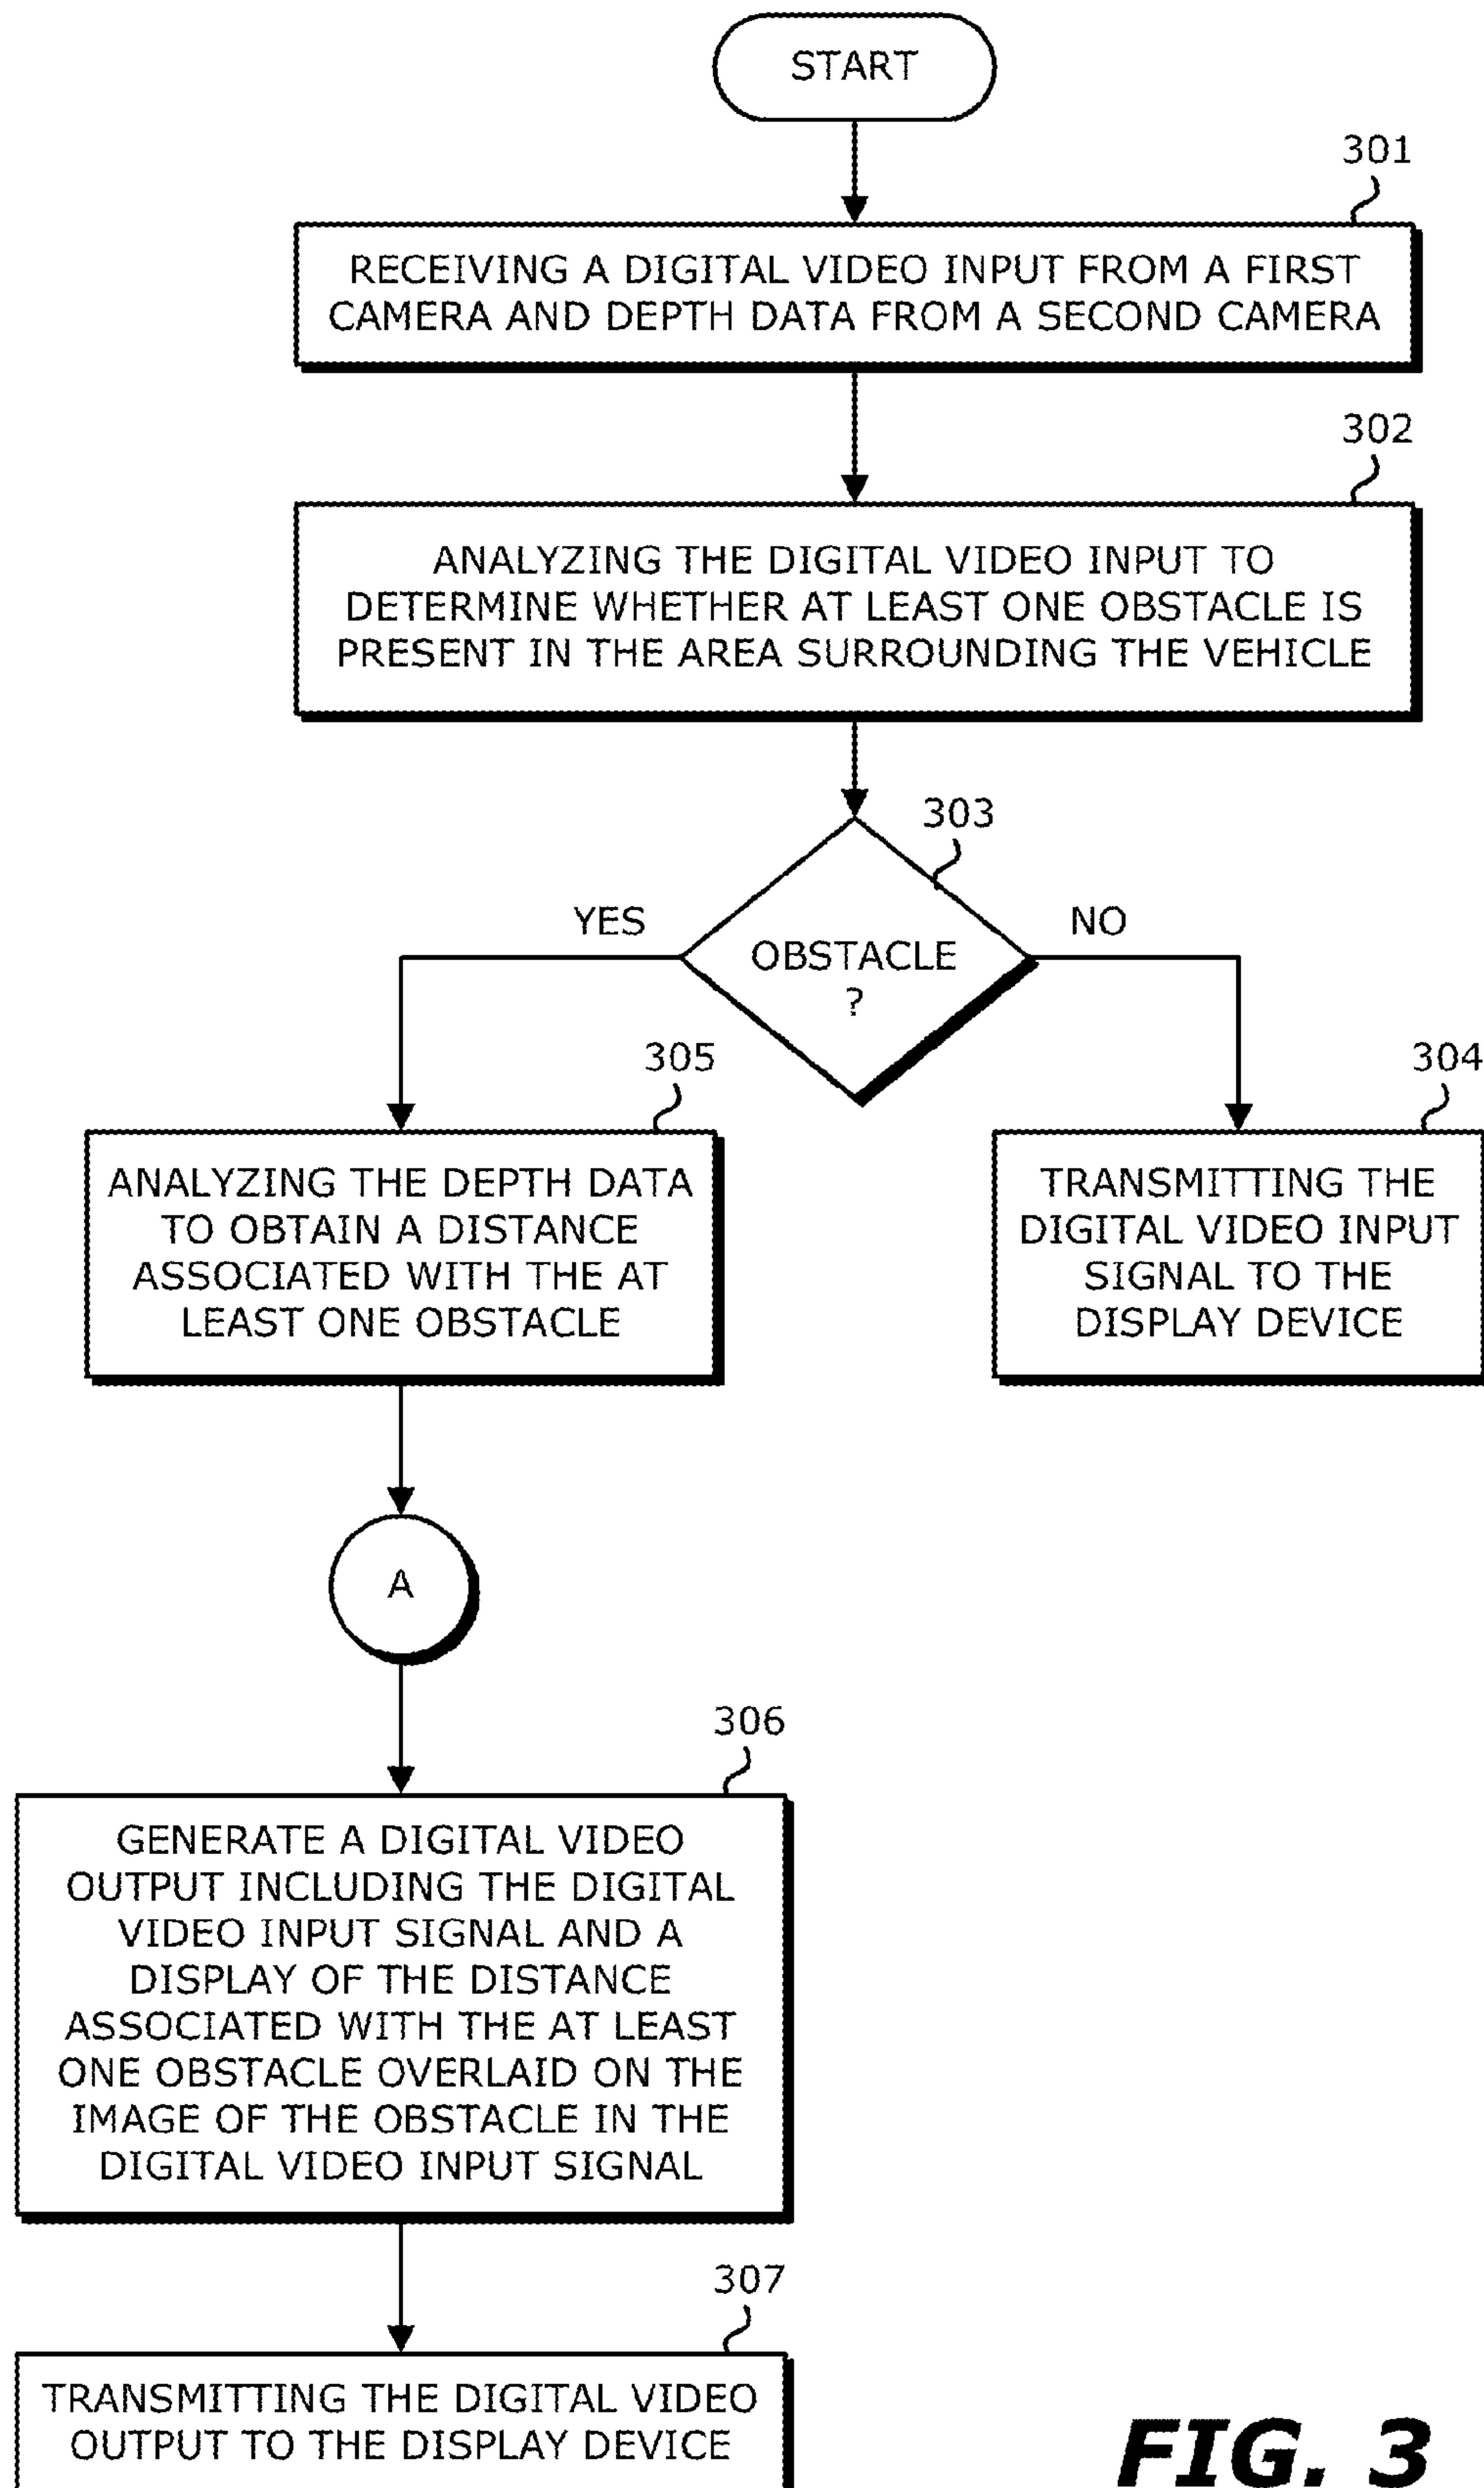 START
301
RECEIVING A DIGITAL VIDEO INPUT FROM A FIRST
CAMERA AND DEPTH DATA FROM A SECOND CAMERA
302
ANALYZING THE DIGITAL VIDEO INPUT TO
DETERMINE WHETHER AT LEAST ONE OBSTACLE IS
PRESENT IN THE AREA SURROUNDING THE VEHICLE
303
YES
NO
OBSTACLE
?
305
ANALYZING THE DEPTH DATA
TO OBTAIN A DISTANCE
ASSOCIATED WITH THE AT
LEAST ONE OBSTACLE
304
TRANSMITTING THE
DIGITAL VIDEO INPUT
SIGNAL TO THE
DISPLAY DEVICE
A
306
GENERATE A DIGITAL VIDEO
OUTPUT INCLUDING THE DIGITAL
VIDEO INPUT SIGNAL AND A
DISPLAY OF THE DISTANCE
ASSOCIATED WITH THE AT LEAST
ONE OBSTACLE OVERLAID ON THE
IMAGE OF THE OBSTACLE IN THE
DIGITAL VIDEO INPUT SIGNAL
307
TRANSMITTING THE DIGITAL VIDEO
OUTPUT TO THE DISPLAY DEVICE
FIG. 3